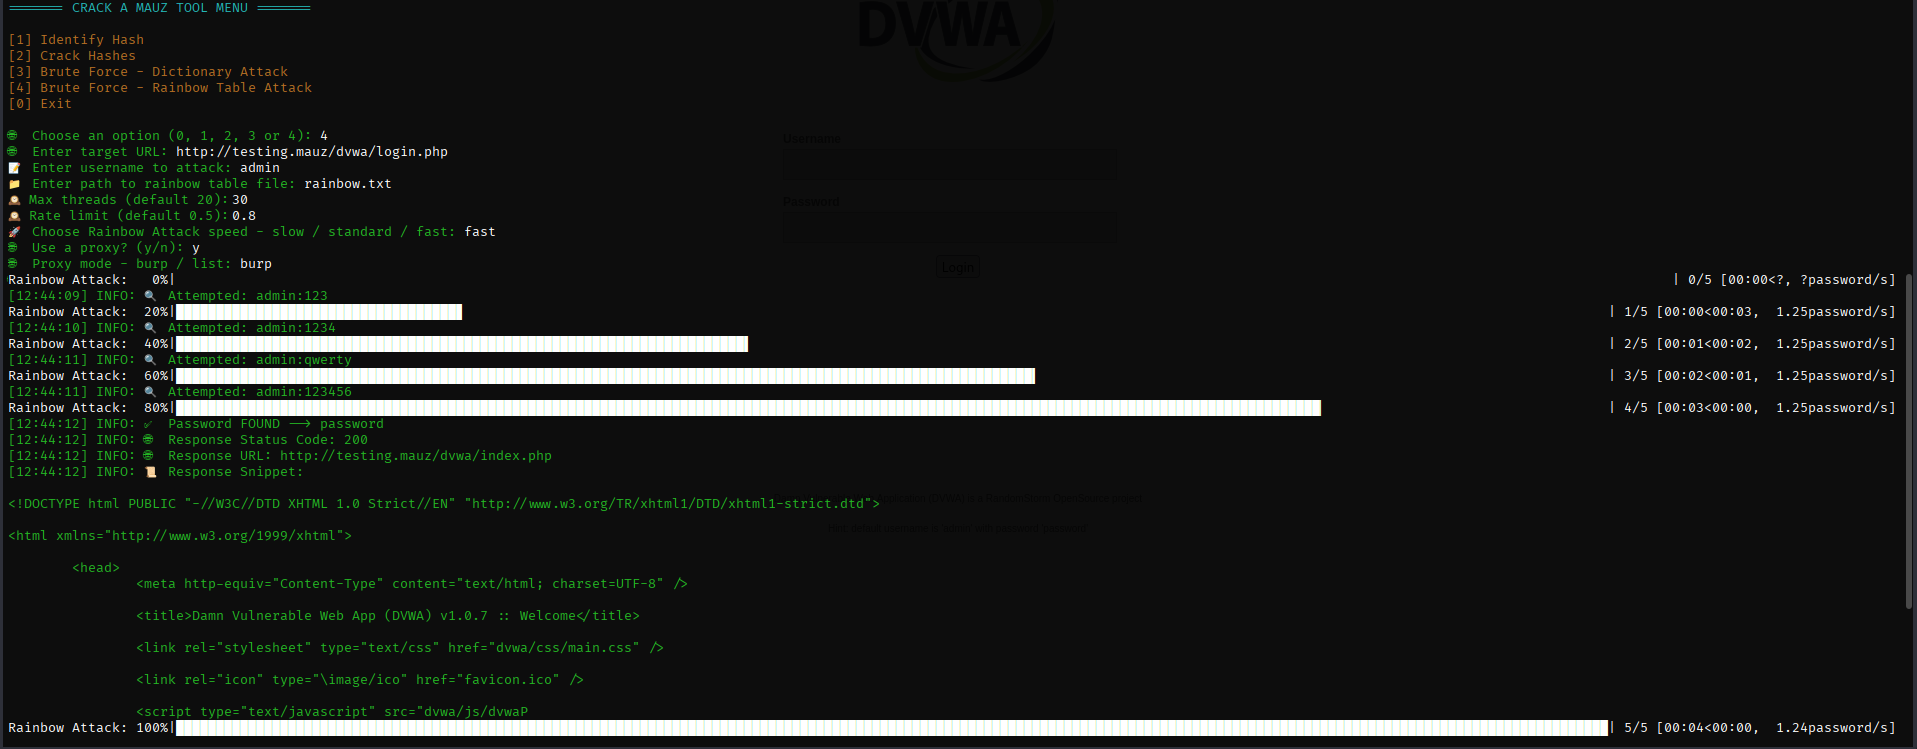 ======= CRACK A MAUZ TOOL MENU =======
[1] Identify Hash
[2] Crack Hashes
[3] Brute Force - Dictionary Attack
[4] Brute Force - Rainbow Table Attack
[0] Exit
DVWA
Choose an option (0, 1, 2, 3 or 4): 4
Username
Enter target URL: http://testing.mauz/dvwa/login.php
Enter username to attack: admin
Enter path to rainbow table file: rainbow.txt
Max threads (default 20):30
Password
Rate limit (default 0.5):0.8
Choose Rainbow Attack speed - slow / standard / fast: fast
Use a proxy? (y/n): y
Proxy mode - burp / list: burp
Login
Rainbow Attack:   0%| | 0/5 [00:00<?, ?password/s]
[12:44:09] INFO: Attempted: admin:123
Rainbow Attack:  20%| | 1/5 [00:00<00:03,  1.25password/s]
[12:44:10] INFO: Attempted: admin:1234
Rainbow Attack:  40%| | 2/5 [00:01<00:02,  1.25password/s]
[12:44:11] INFO: Attempted: admin:qwerty
Rainbow Attack:  60%| | 3/5 [00:02<00:01,  1.25password/s]
[12:44:11] INFO: Attempted: admin:123456
Rainbow Attack:  80%| | 4/5 [00:03<00:00,  1.25password/s]
[12:44:12] INFO: ✓ Password FOUND ⟶ password
[12:44:12] INFO: Response Status Code: 200
[12:44:12] INFO: Response URL: http://testing.mauz/dvwa/index.php
[12:44:12] INFO: Response Snippet:
<!DOCTYPE html PUBLIC "-//W3C//DTD XHTML 1.0 Strict//EN" "http://www.w3.org/TR/xhtml1/DTD/xhtml1-strict.dtd">
<html xmlns="http://www.w3.org/1999/xhtml">
<head>
<meta http-equiv="Content-Type" content="text/html; charset=UTF-8" />
<title>Damn Vulnerable Web App (DVWA) v1.0.7 :: Welcome</title>
<link rel="stylesheet" type="text/css" href="dvwa/css/main.css" />
<link rel="icon" type="\image/ico" href="favicon.ico" />
<script type="text/javascript" src="dvwa/js/dvwaP
Rainbow Attack: 100%| | 5/5 [00:04<00:00,  1.24password/s]